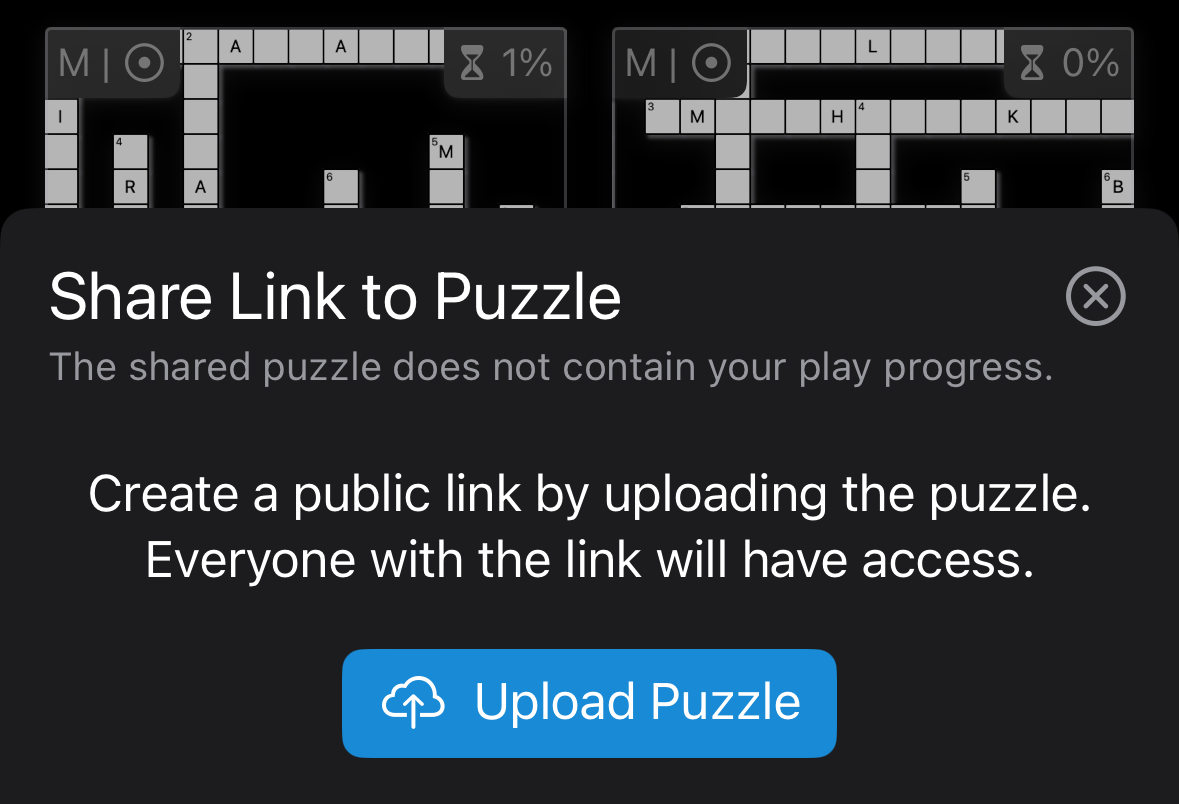 M | 2 A A 1%
M | L 0%
I 3 M H 4 K
4 5 M
R A 6 5 6 B
Share Link to Puzzle
The shared puzzle does not contain your play progress.
Create a public link by uploading the puzzle.
Everyone with the link will have access.
Upload Puzzle